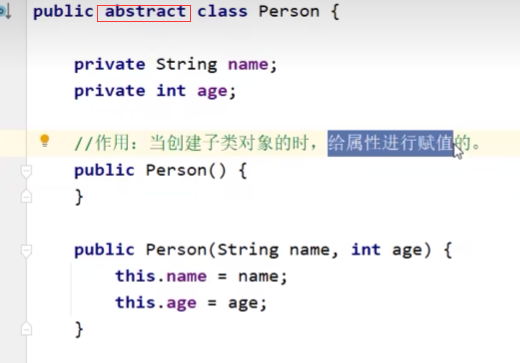 public abstract class Person {
private String name;
private int age;
//作用：当创建子类对象的时，给属性进行赋值的。
public Person() {
}
public Person(String name, int age) {
this.name = name;
this.age = age;
}